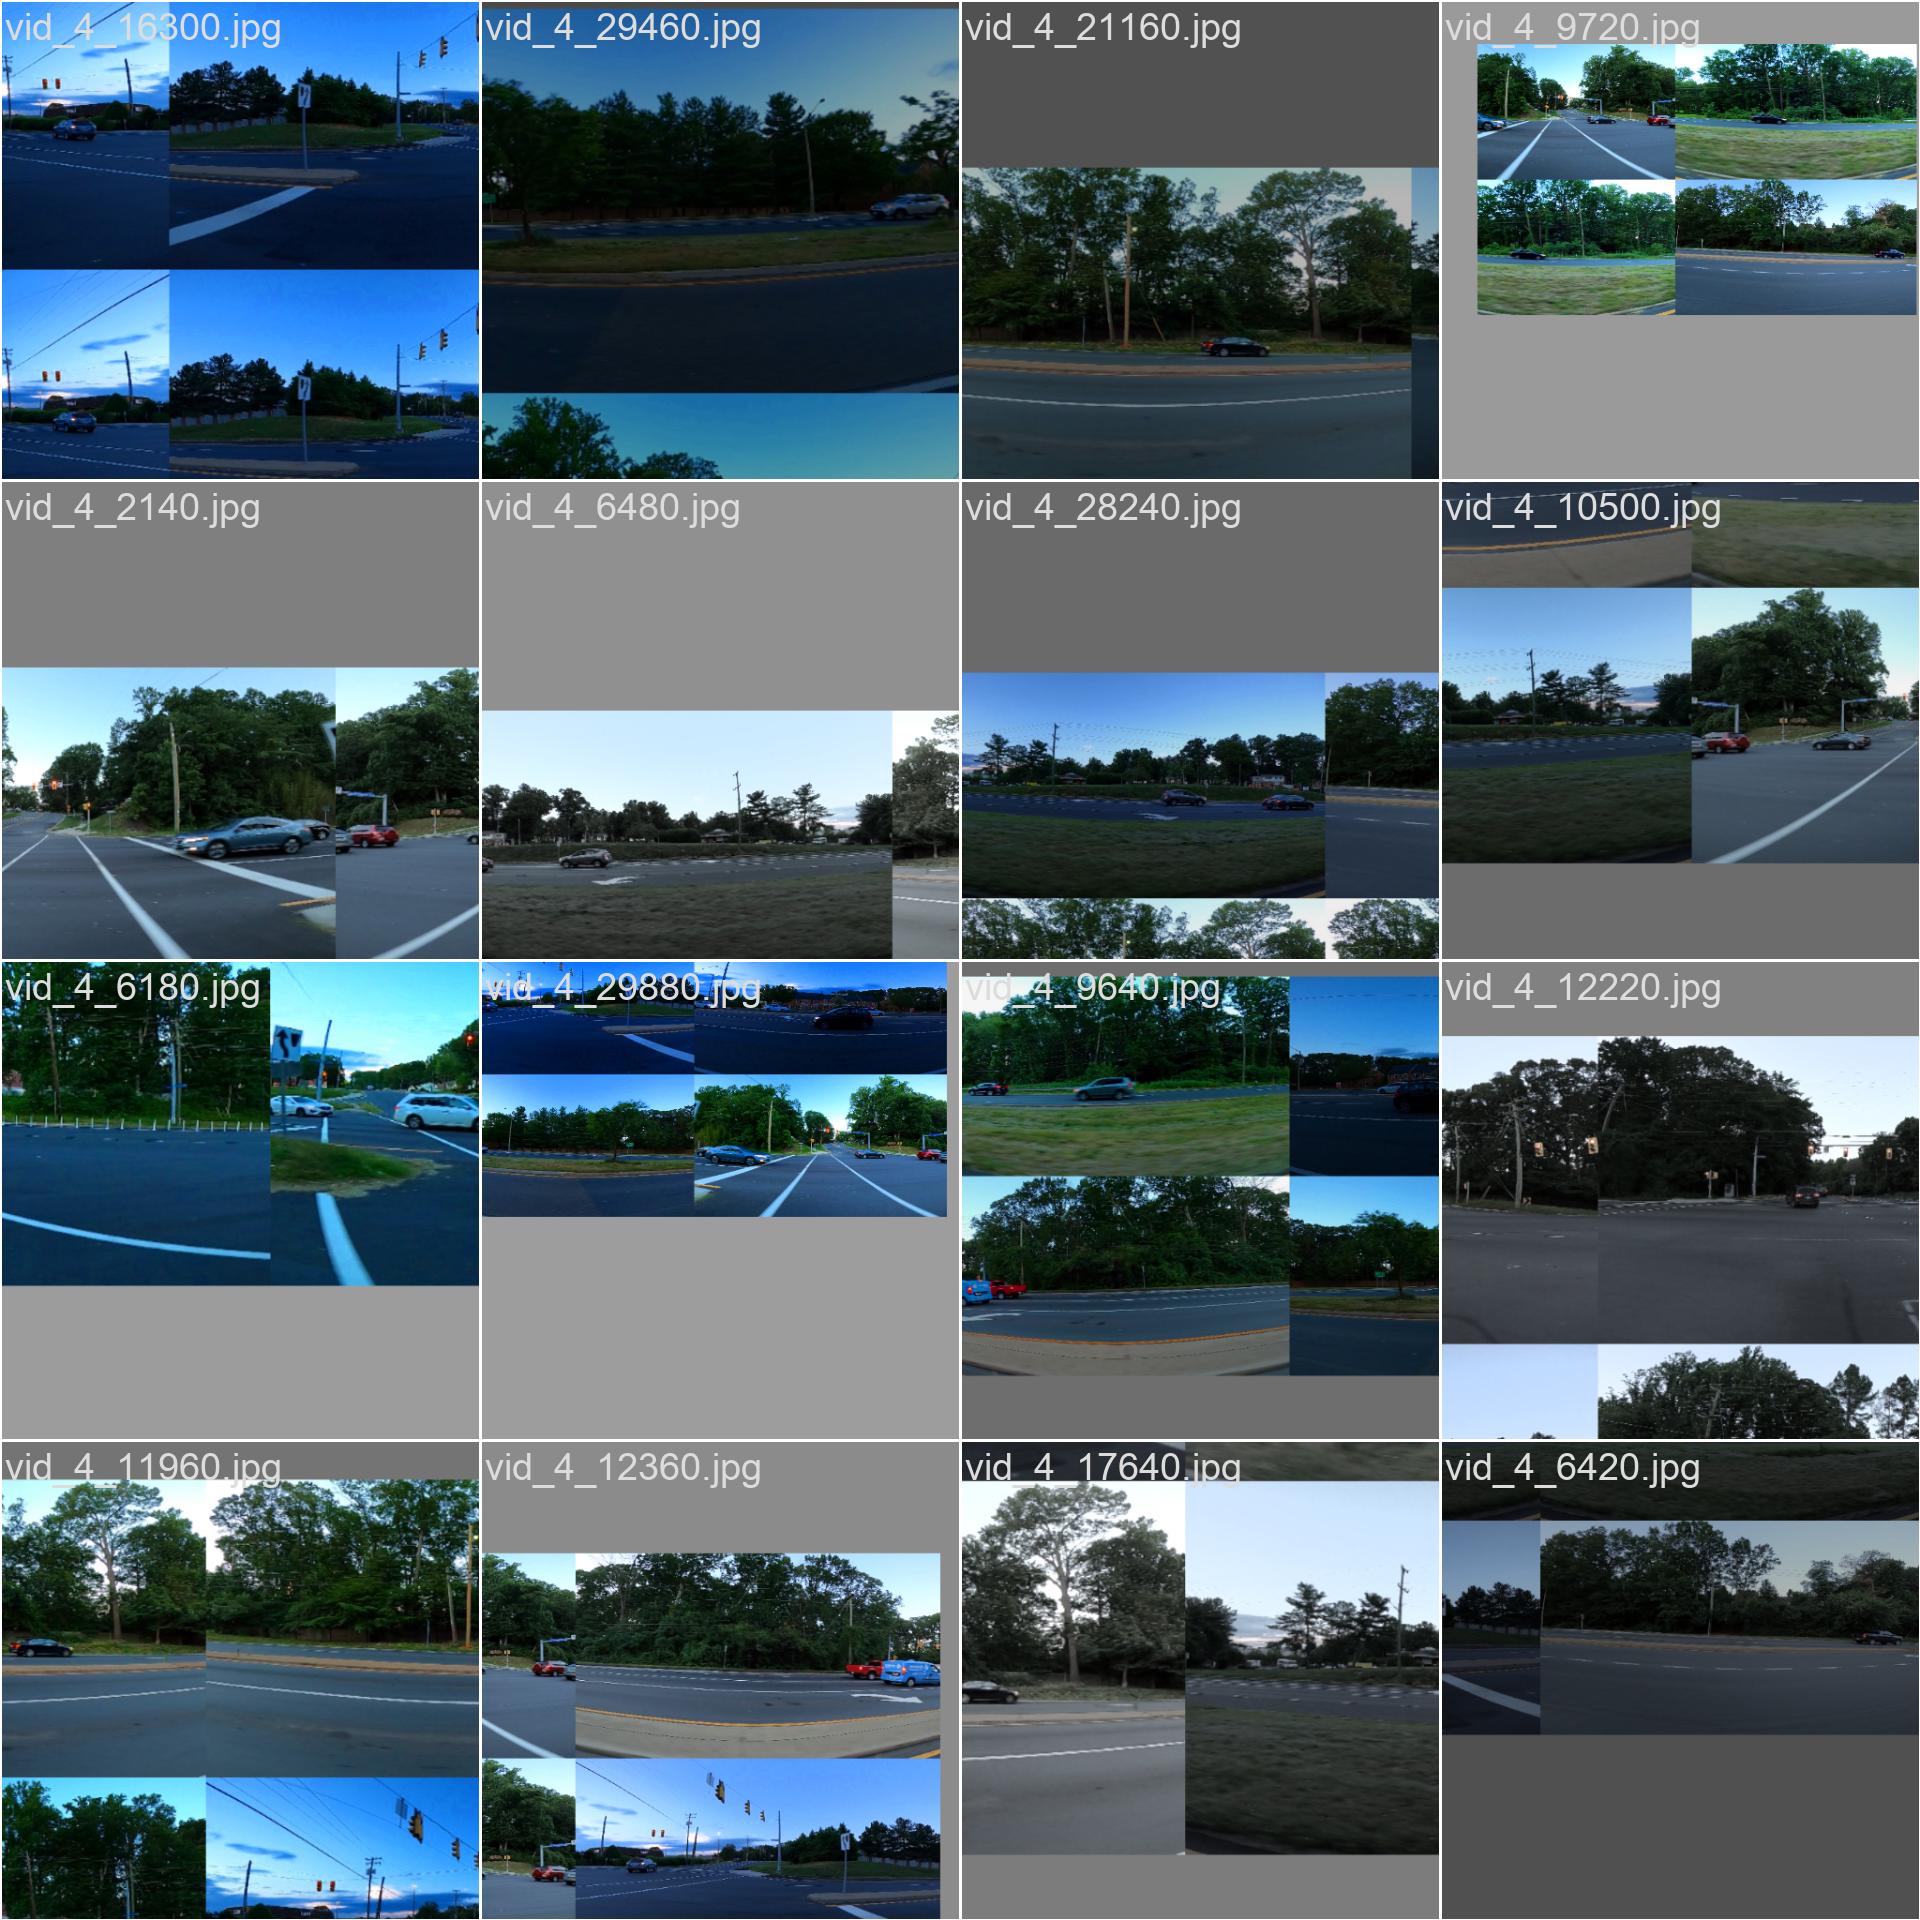 vid_4_16300.jpg
vid_4_29460.jpg
vid_4_21160.jpg
vid_4_9720.jpg
vid_4_2140.jpg
vid_4_6480.jpg
vid_4_28240.jpg
vid_4_10500.jpg
vid_4_6180.jpg
vid_4_29880.jpg
vid_4_9640.jpg
vid_4_12220.jpg
vid_4_11960.jpg
vid_4_12360.jpg
vid_4_17640.jpg
vid_4_6420.jpg